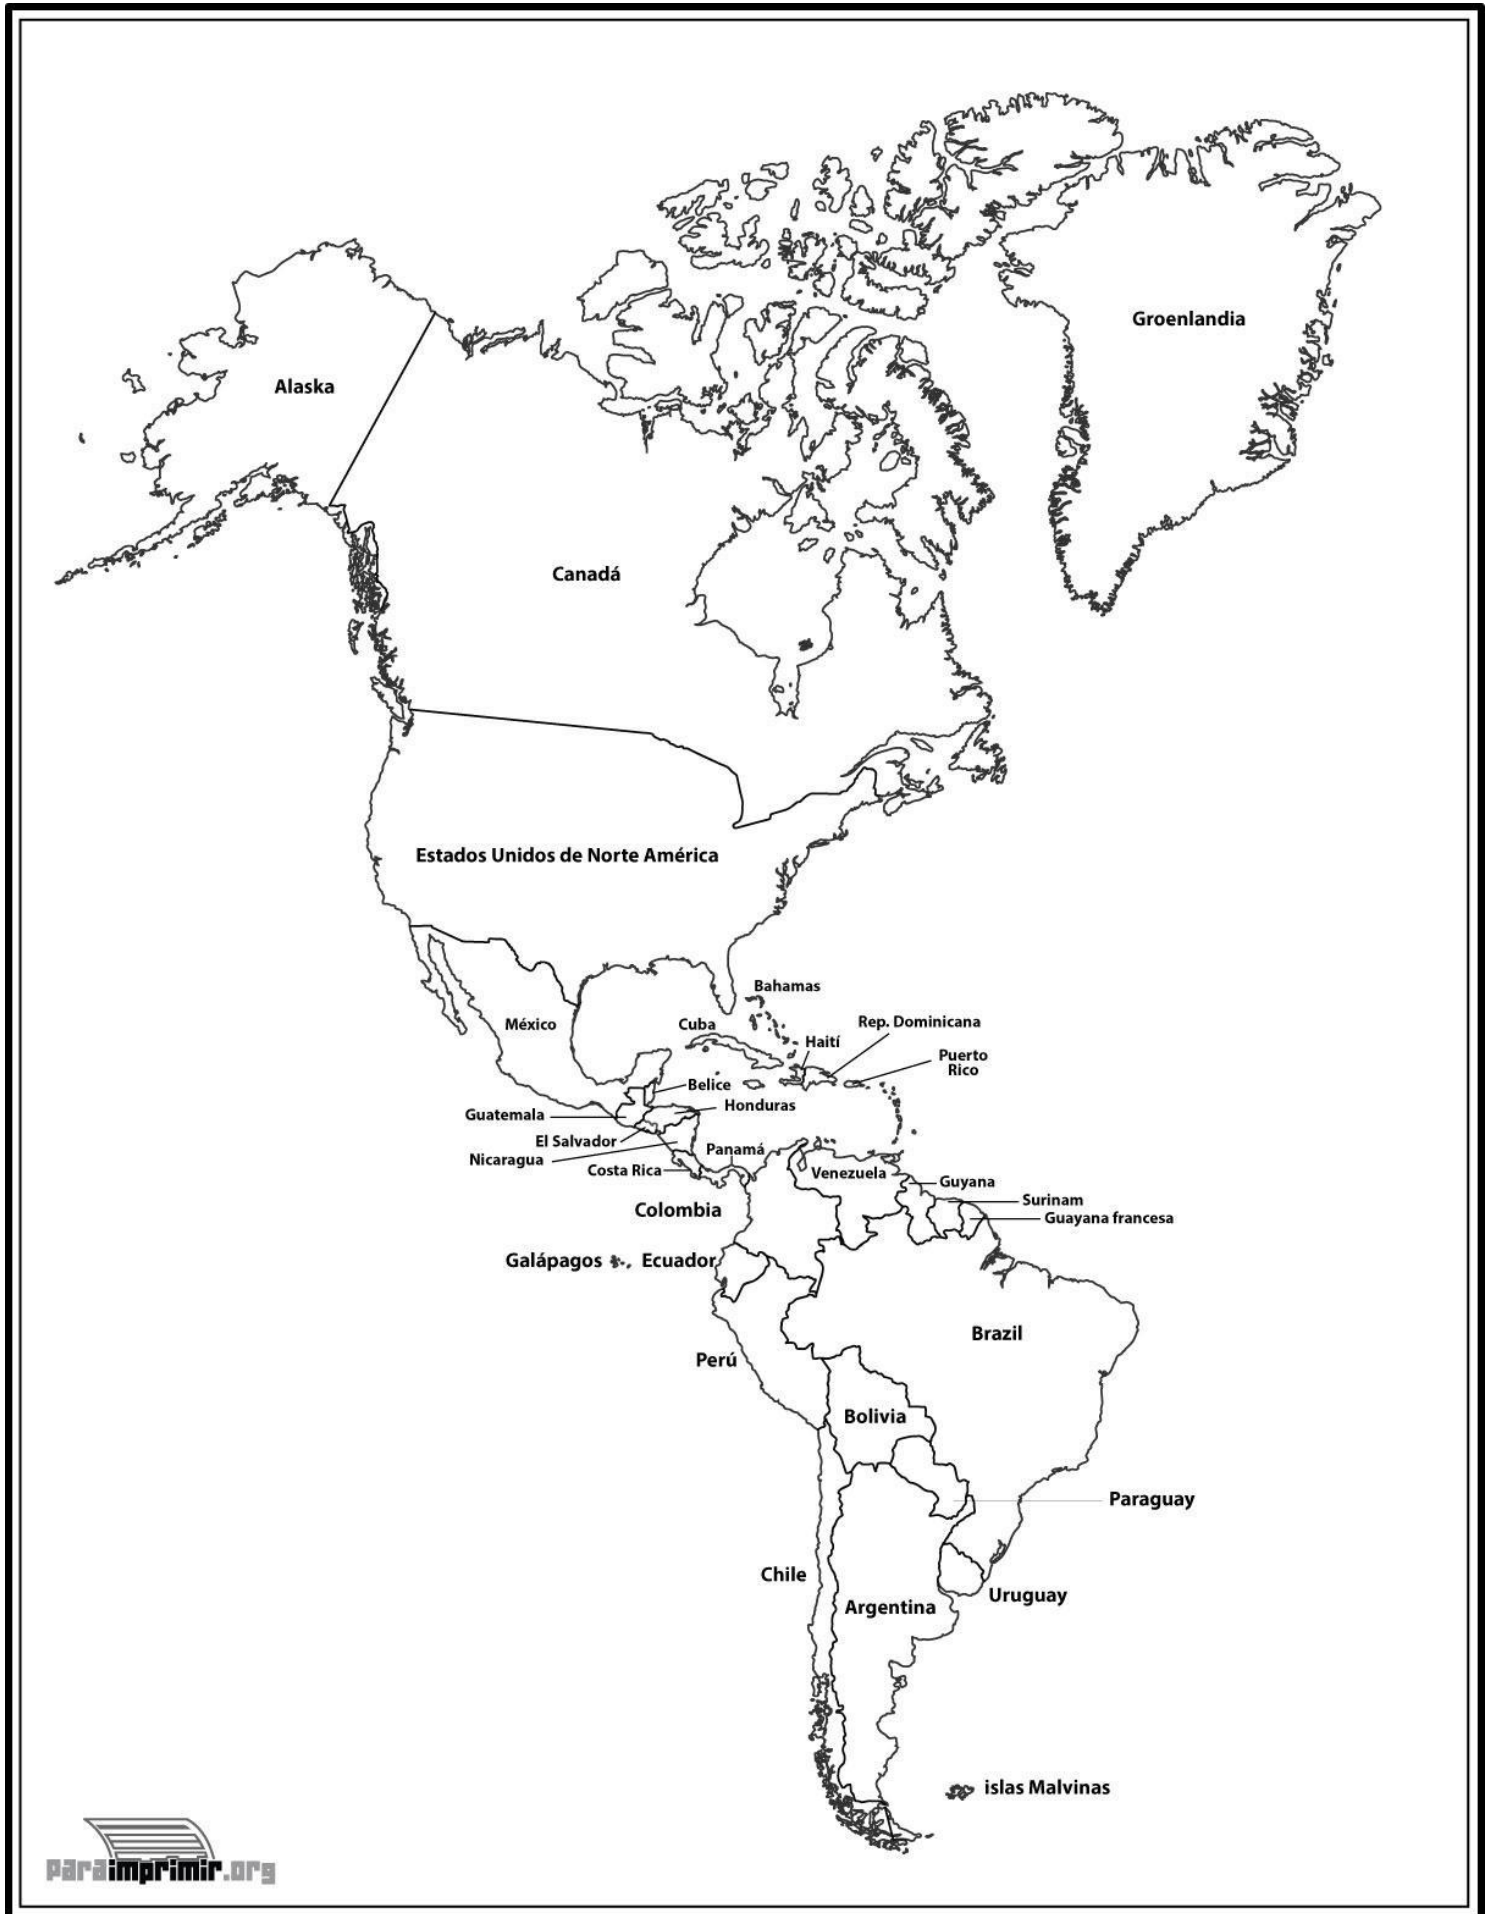 Groenlandia
Alaska
Canadá
Estados Unidos de Norte América
Bahamas
México
Cuba
Rep. Dominicana
Haití
Puerto
Rico
Belice
Honduras
Guatemala
El Salvador
Nicaragua
Panamá
Costa Rica
Venezuela
Guyana
Surinam
Colombia
Guayana francesa
Galápagos
Ecuador
Brazil
Perú
Bolivia
Paraguay
Chile
Uruguay
Argentina
islas Malvinas
paraimprimir.org